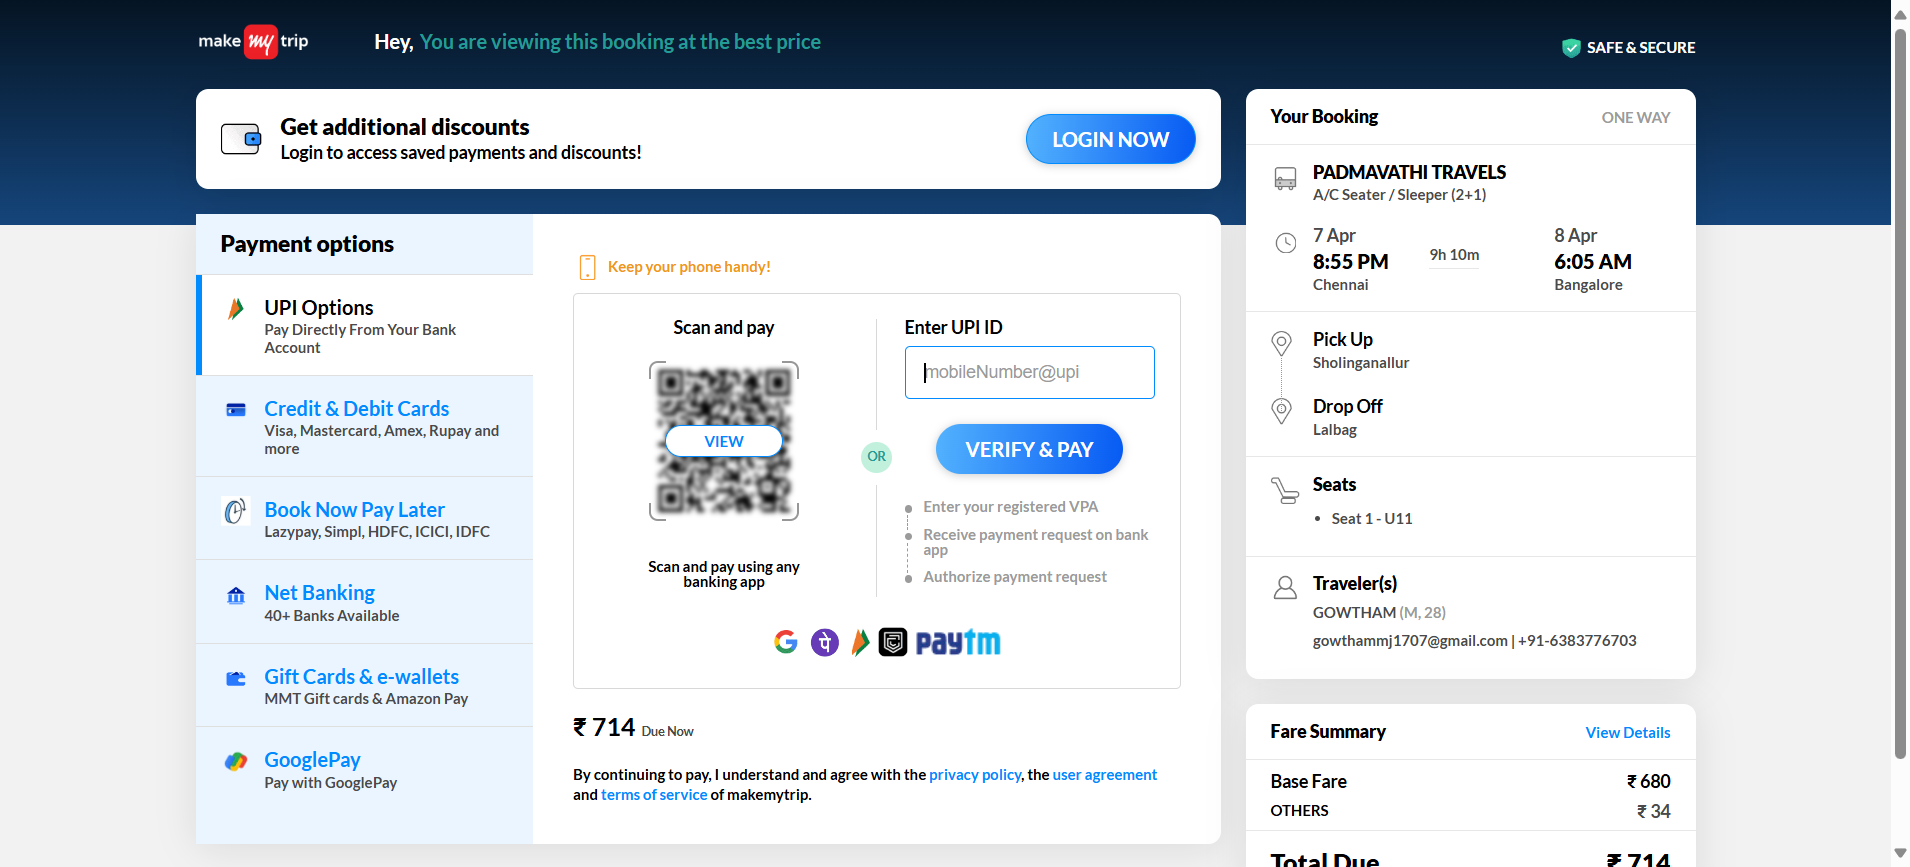 make my trip
Hey, You are viewing this booking at the best price
SAFE & SECURE
Get additional discounts
Login to access saved payments and discounts!
LOGIN NOW
Payment options
UPI Options
Pay Directly From Your Bank
Account
Credit & Debit Cards
Visa, Mastercard, Amex, Rupay and
more
Book Now Pay Later
Lazypay, Simpl, HDFC, ICICI, IDFC
Net Banking
40+ Banks Available
Gift Cards & e-wallets
MMT Gift cards & Amazon Pay
GooglePay
Pay with GooglePay
Keep your phone handy!
Scan and pay
VIEW
Scan and pay using any
banking app
OR
Enter UPI ID
mobileNumber@upi
VERIFY & PAY
Enter your registered VPA
Receive payment request on bank
app
Authorize payment request
G पे paytm
₹ 714 Due Now
By continuing to pay, I understand and agree with the privacy policy, the user agreement
and terms of service of makemytrip.
Your Booking
ONE WAY
PADMAVATHI TRAVELS
A/C Seater / Sleeper (2+1)
7 Apr
8:55 PM
Chennai
9h 10m
8 Apr
6:05 AM
Bangalore
Pick Up
Sholinganallur
Drop Off
Lalbag
Seats
• Seat 1 - U11
Traveler(s)
GOWTHAM (M, 28)
gowthammj1707@gmail.com | +91-6383776703
Fare Summary
View Details
Base Fare ₹ 680
OTHERS ₹ 34
Total Due ₹ 714